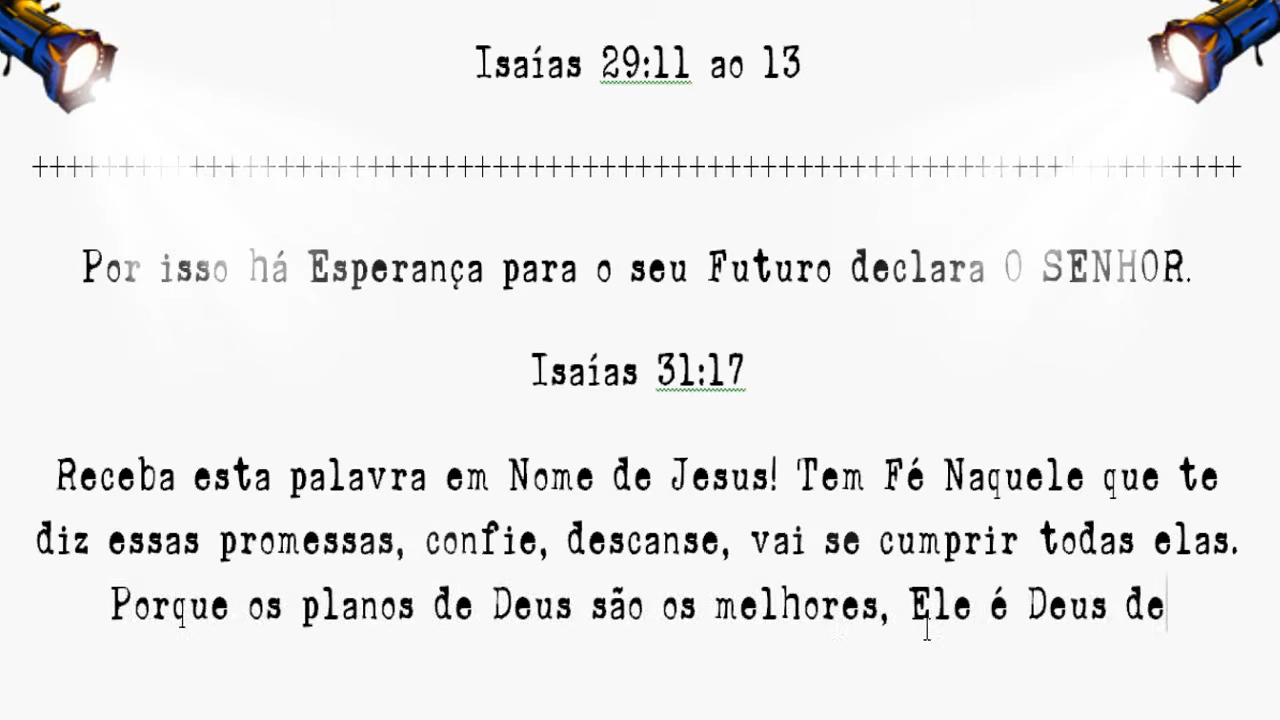 Isaías 29:11 ao 13
++++++++++++++++++++++++++++++++++++++++++++++++++++++++++++++++++++
Por isso há Esperança para o seu Futuro declara O SENHOR.
Isaías 31:17
Receba esta palavra em Nome de Jesus! Tem Fé Naquele que te
diz essas promessas, confie, descanse, vai se cumprir todas elas.
Porque os planos de Deus são os melhores, Ele é Deus de